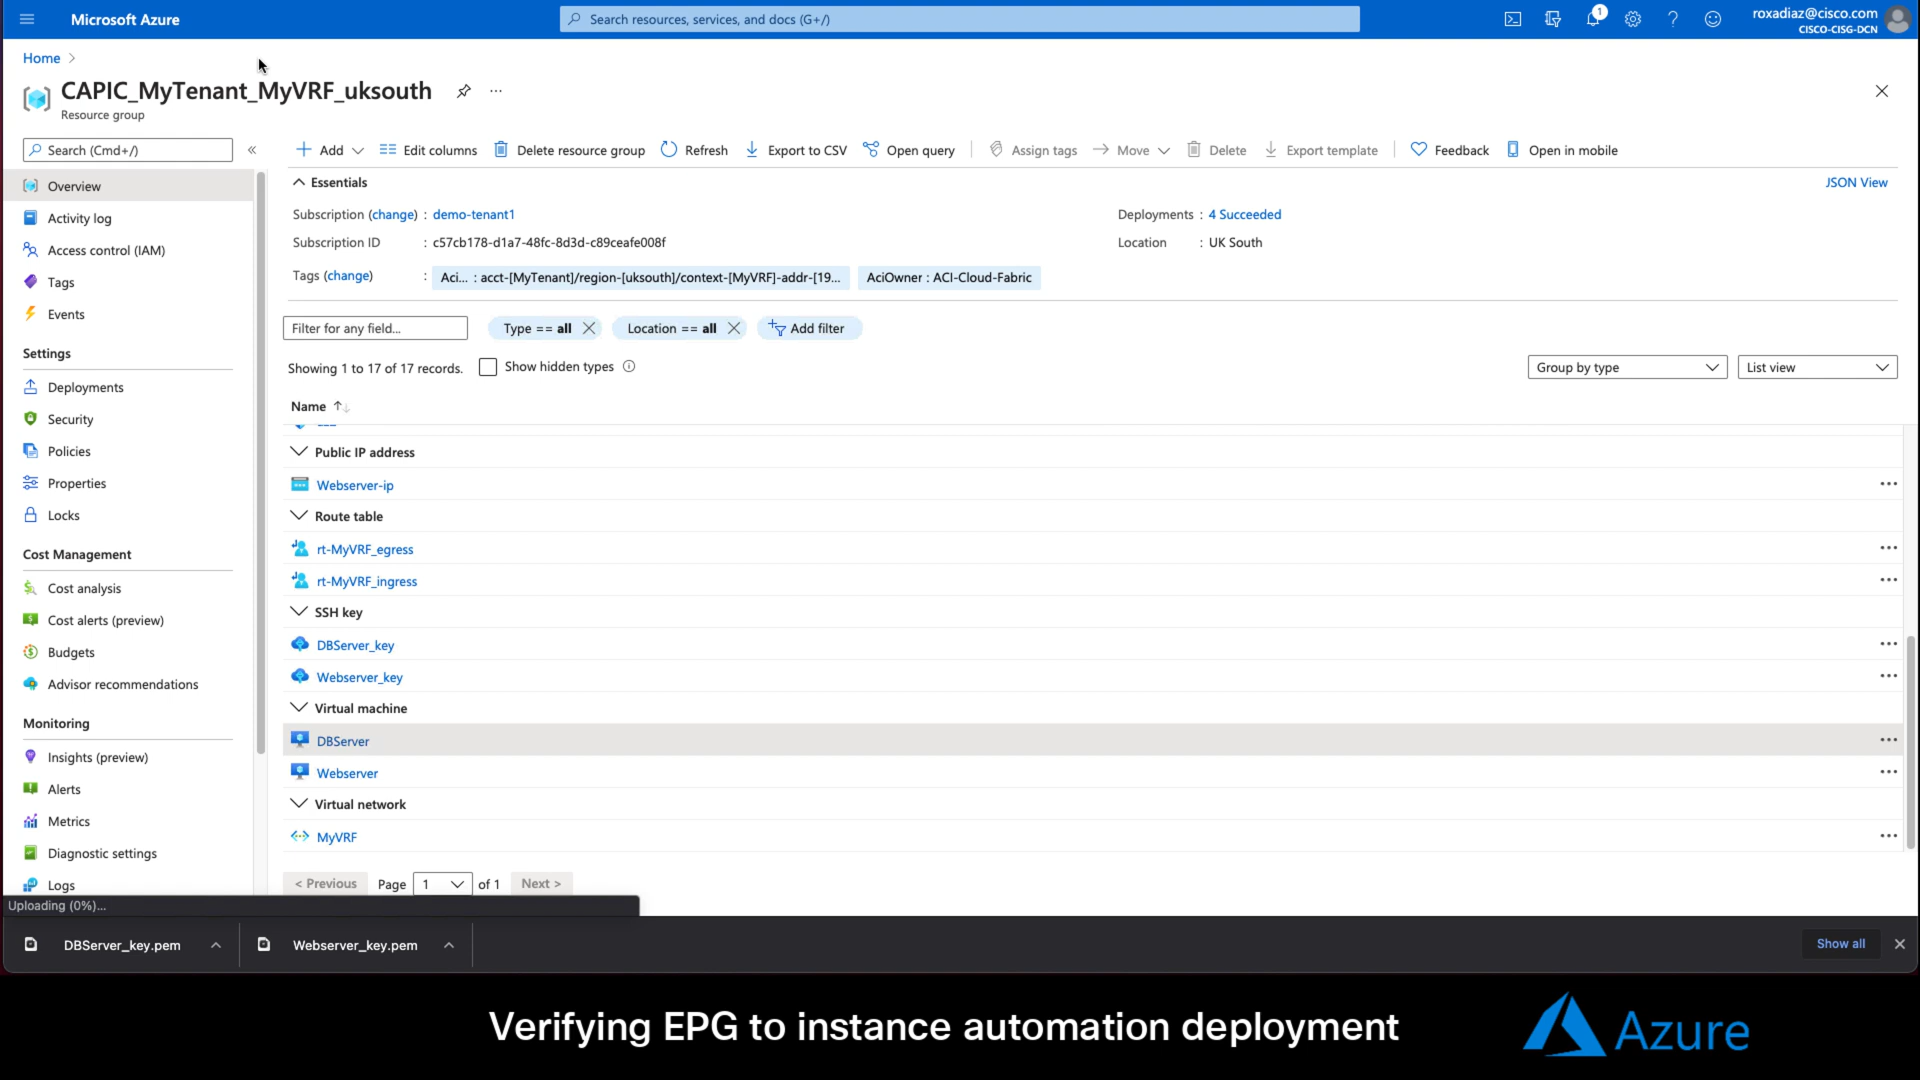 Microsoft Azure
Search resources, services, and docs (G+/)
1
roxadiaz@cisco.com
CISCO-CISG-DCN
Home
CAPIC_MyTenant_MyVRF_uksouth
Resource group
Search (Cmd+/)
Add
Edit columns
Delete resource group
Refresh
Export to CSV
Open query
Assign tags
Move
Delete
Export template
Feedback
Open in mobile
Overview
Activity log
Access control (IAM)
Tags
Events
Settings
Deployments
Security
Policies
Properties
Locks
Cost Management
Cost analysis
Cost alerts (preview)
Budgets
Advisor recommendations
Monitoring
Insights (preview)
Alerts
Metrics
Diagnostic settings
Logs
Essentials
JSON View
Subscription (change) : demo-tenant1
Deployments : 4 Succeeded
Subscription ID : c57cb178-d1a7-48fc-8d3d-c89ceafe008f
Location : UK South
Tags (change) : Aci... : acct-[MyTenant]/region-[uksouth]/context-[MyVRF]-addr-[19... AciOwner : ACI-Cloud-Fabric
Filter for any field...
Type == all
Location == all
Add filter
Showing 1 to 17 of 17 records.
Show hidden types
Group by type
List view
Name
Public IP address
Webserver-ip
Route table
rt-MyVRF_egress
rt-MyVRF_ingress
SSH key
DBServer_key
Webserver_key
Virtual machine
DBServer
Webserver
Virtual network
MyVRF
< Previous Page 1 of 1 Next >
Uploading (0%)...
DBServer_key.pem
Webserver_key.pem
Show all
Verifying EPG to instance automation deployment
Azure